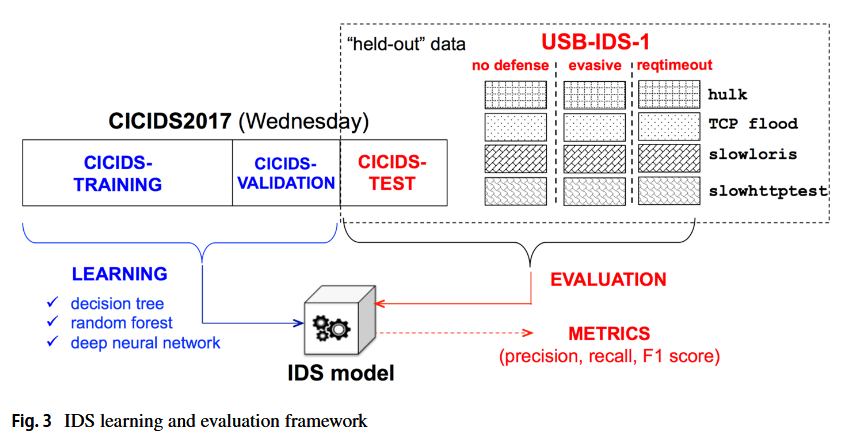 “held-out” data
USB-IDS-1
no defense evasive reqtimeout
hulk
TCP flood
slowloris
slowhttptest
CICIDS2017 (Wednesday)
CICIDS-
TRAINING
CICIDS-
VALIDATION
CICIDS-
TEST
LEARNING
✓ decision tree
✓ random forest
✓ deep neural network
EVALUATION
METRICS
(precision, recall, F1 score)
IDS model
Fig. 3 IDS learning and evaluation framework